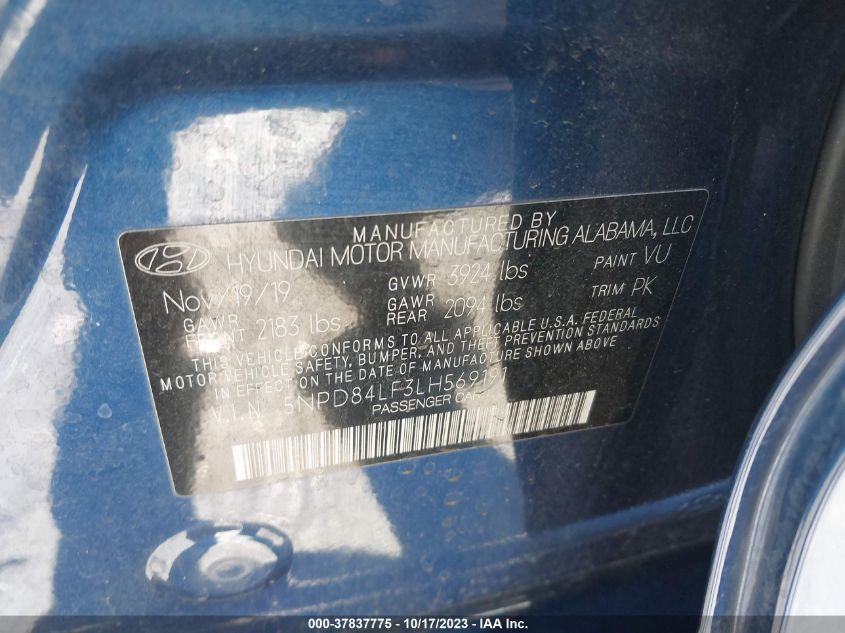 MANUFACTURED BY
HYUNDAI MOTOR MANUFACTURING ALABAMA, LLC
Nov/19/19 GVWR 3924 lbs PAINT VU
GAWR FRONT 2183 lbs GAWR REAR 2094 lbs TRIM PK
THIS VEHICLE CONFORMS TO ALL APPLICABLE U.S.A. FEDERAL
MOTOR VEHICLE SAFETY, BUMPER, AND THEFT PREVENTION STANDARDS
IN EFFECT ON THE DATE OF MANUFACTURE SHOWN ABOVE
V.I.N 5NPD84LF3LH569191
PASSENGER CAR
000-37837775 - 10/17/2023 - IAA Inc.